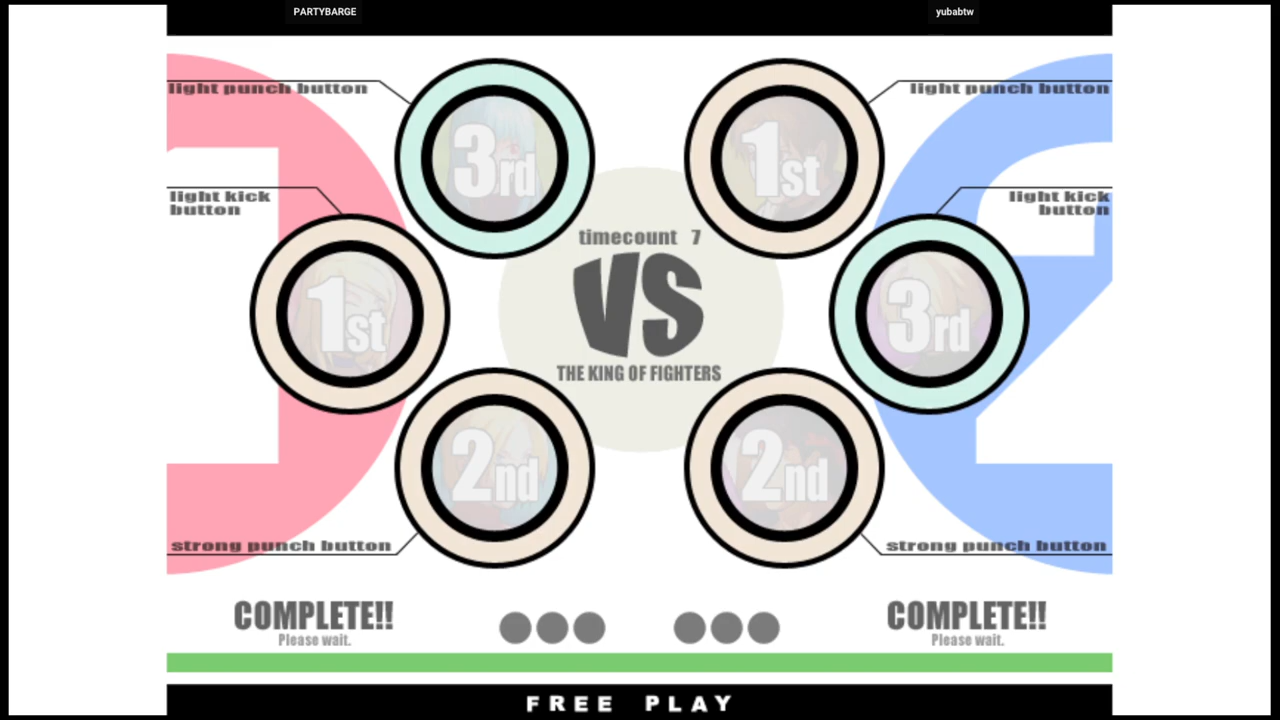 PARTYBARGE
yubabtw
light punch button
3rd
1st
light punch button
light kick
button
light kick
button
timecount 7
1st
VS
3rd
THE KING OF FIGHTERS
2nd
2nd
strong punch button
strong punch button
COMPLETE!!
Please wait.
COMPLETE!!
Please wait.
FREE PLAY
1
2